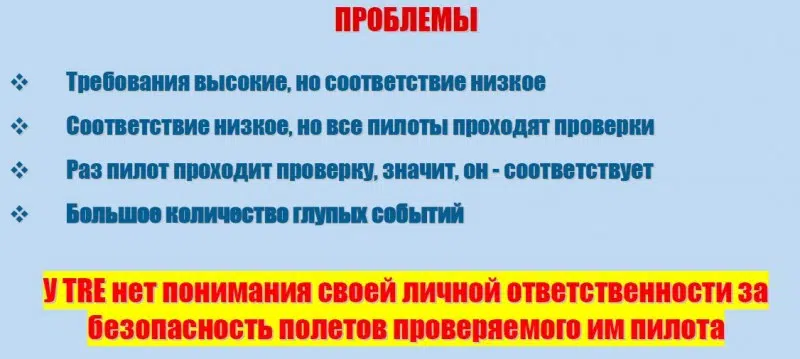 ПРОБЛЕМЫ
Требования высокие, но соответствие низкое
Соответствие низкое, но все пилоты проходят проверки
Раз пилот проходит проверку, значит, он - соответствует
Большое количество глупых событий
У TRE нет понимания своей личной ответственности за
безопасность полетов проверяемого им пилота